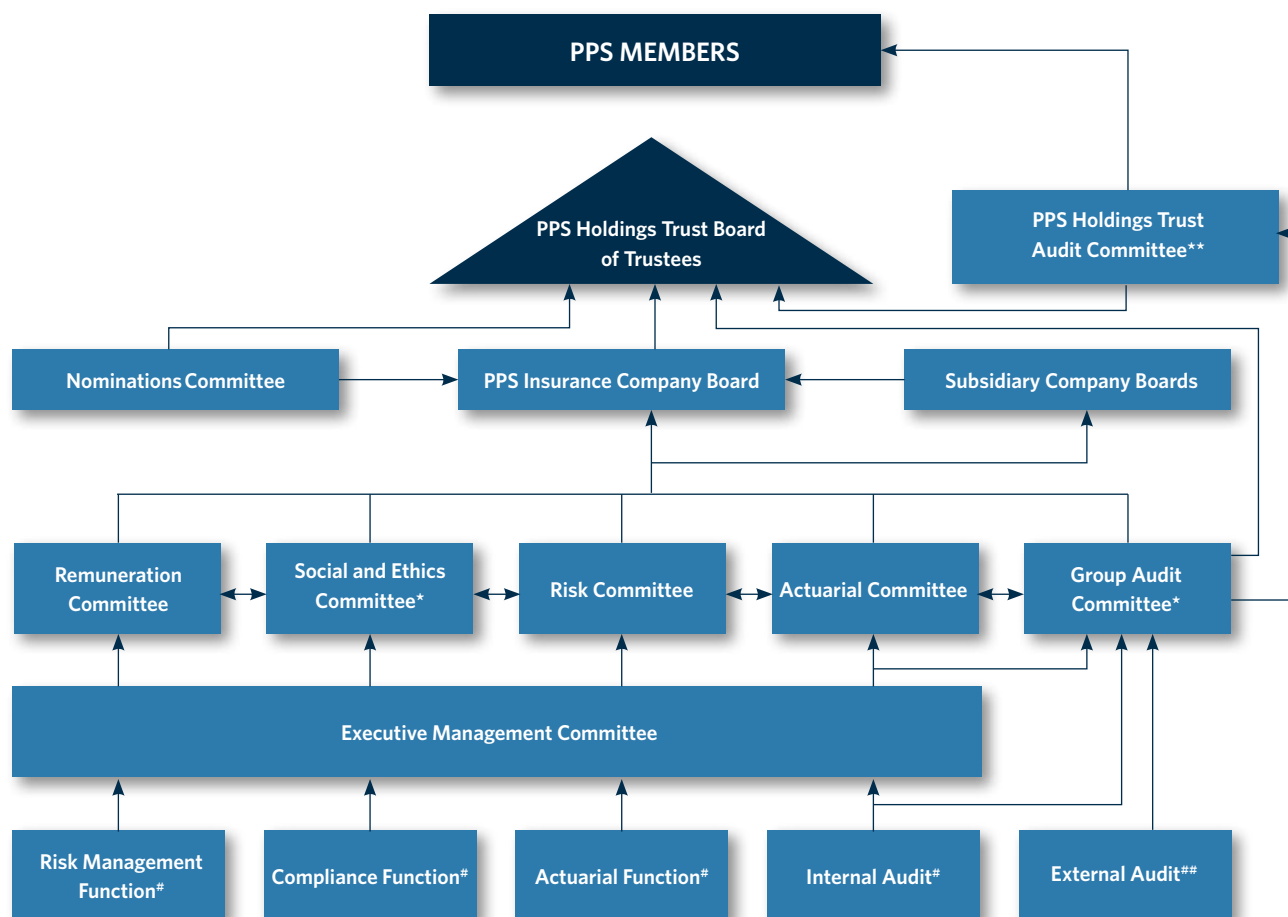 PPS MEMBERS
PPS Holdings Trust Board
of Trustees
PPS Holdings Trust
Audit Committee**
Nominations Committee
PPS Insurance Company Board
Subsidiary Company Boards
Remuneration
Committee
Social and Ethics
Committee*
Risk Committee
Actuarial Committee
Group Audit
Committee*
Executive Management Committee
Risk Management
Function#
Compliance Function#
Actuarial Function#
Internal Audit#
External Audit##